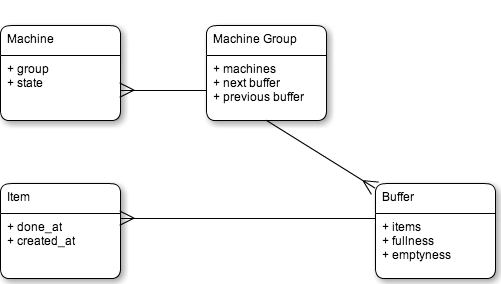 Machine
+ group
+ state
Machine Group
+ machines
+ next buffer
+ previous buffer
Item
+ done_at
+ created_at
Buffer
+ items
+ fullness
+ emptyness